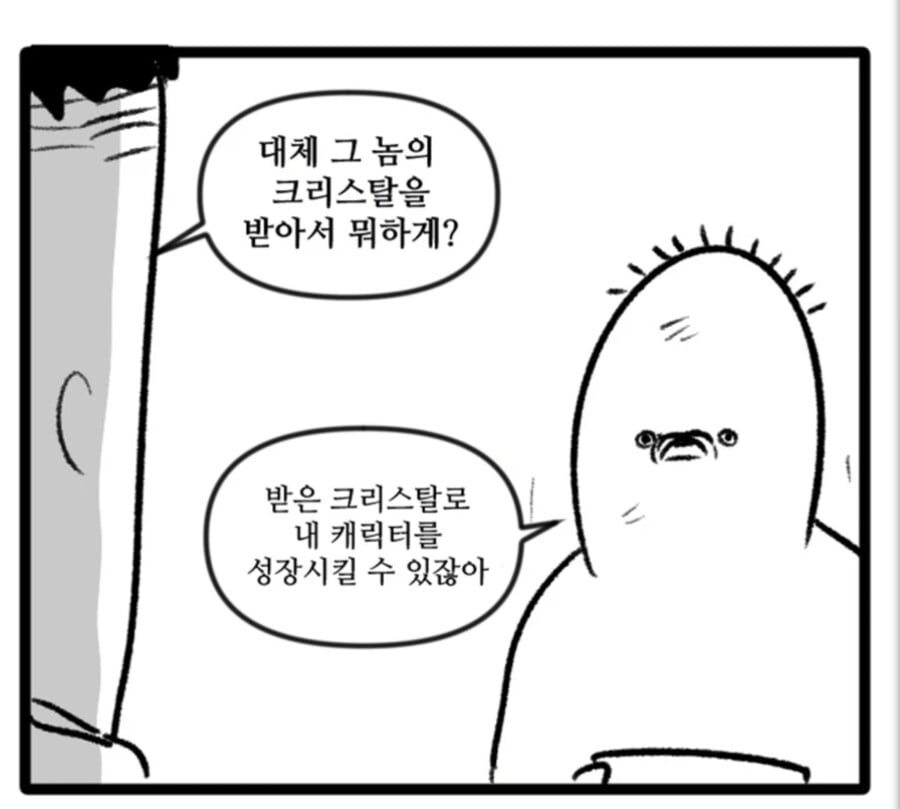 대체 그 놈의
크리스탈을
받아서 뭐하게?
받은 크리스탈로
내 캐릭터를
성장시킬 수 있잖아